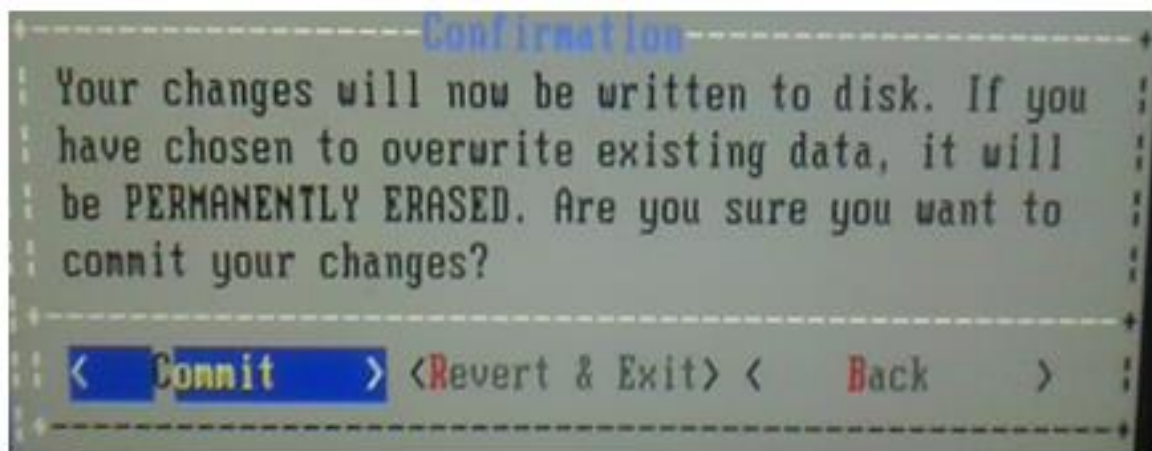 Confirmation
Your changes will now be written to disk. If you
have chosen to overwrite existing data, it will
be PERMANENTLY ERASED. Are you sure you want to
commit your changes?
< Commit > <Revert & Exit> < Back >